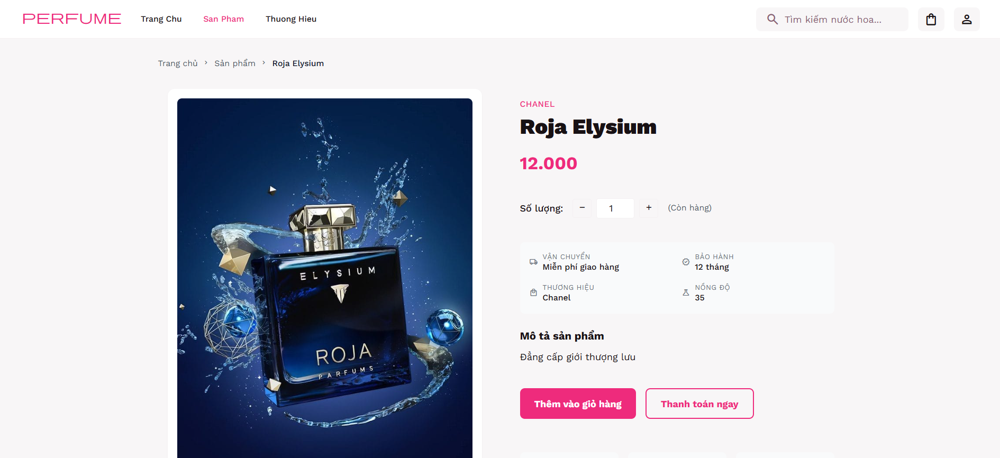 PERFUME
Trang Chu
San Pham
Thuong Hieu
Tìm kiếm nước hoa...
Trang chủ > Sản phẩm > Roja Elysium
ELYSIUM
ROJA
PARFUMS
CHANEL
Roja Elysium
12.000
Số lượng: − 1 + (Còn hàng)
VẬN CHUYỂN
Miễn phí giao hàng
BẢO HÀNH
12 tháng
THƯƠNG HIỆU
Chanel
NỒNG ĐỘ
35
Mô tả sản phẩm
Đẳng cấp giới thượng lưu
Thêm vào giỏ hàng
Thanh toán ngay